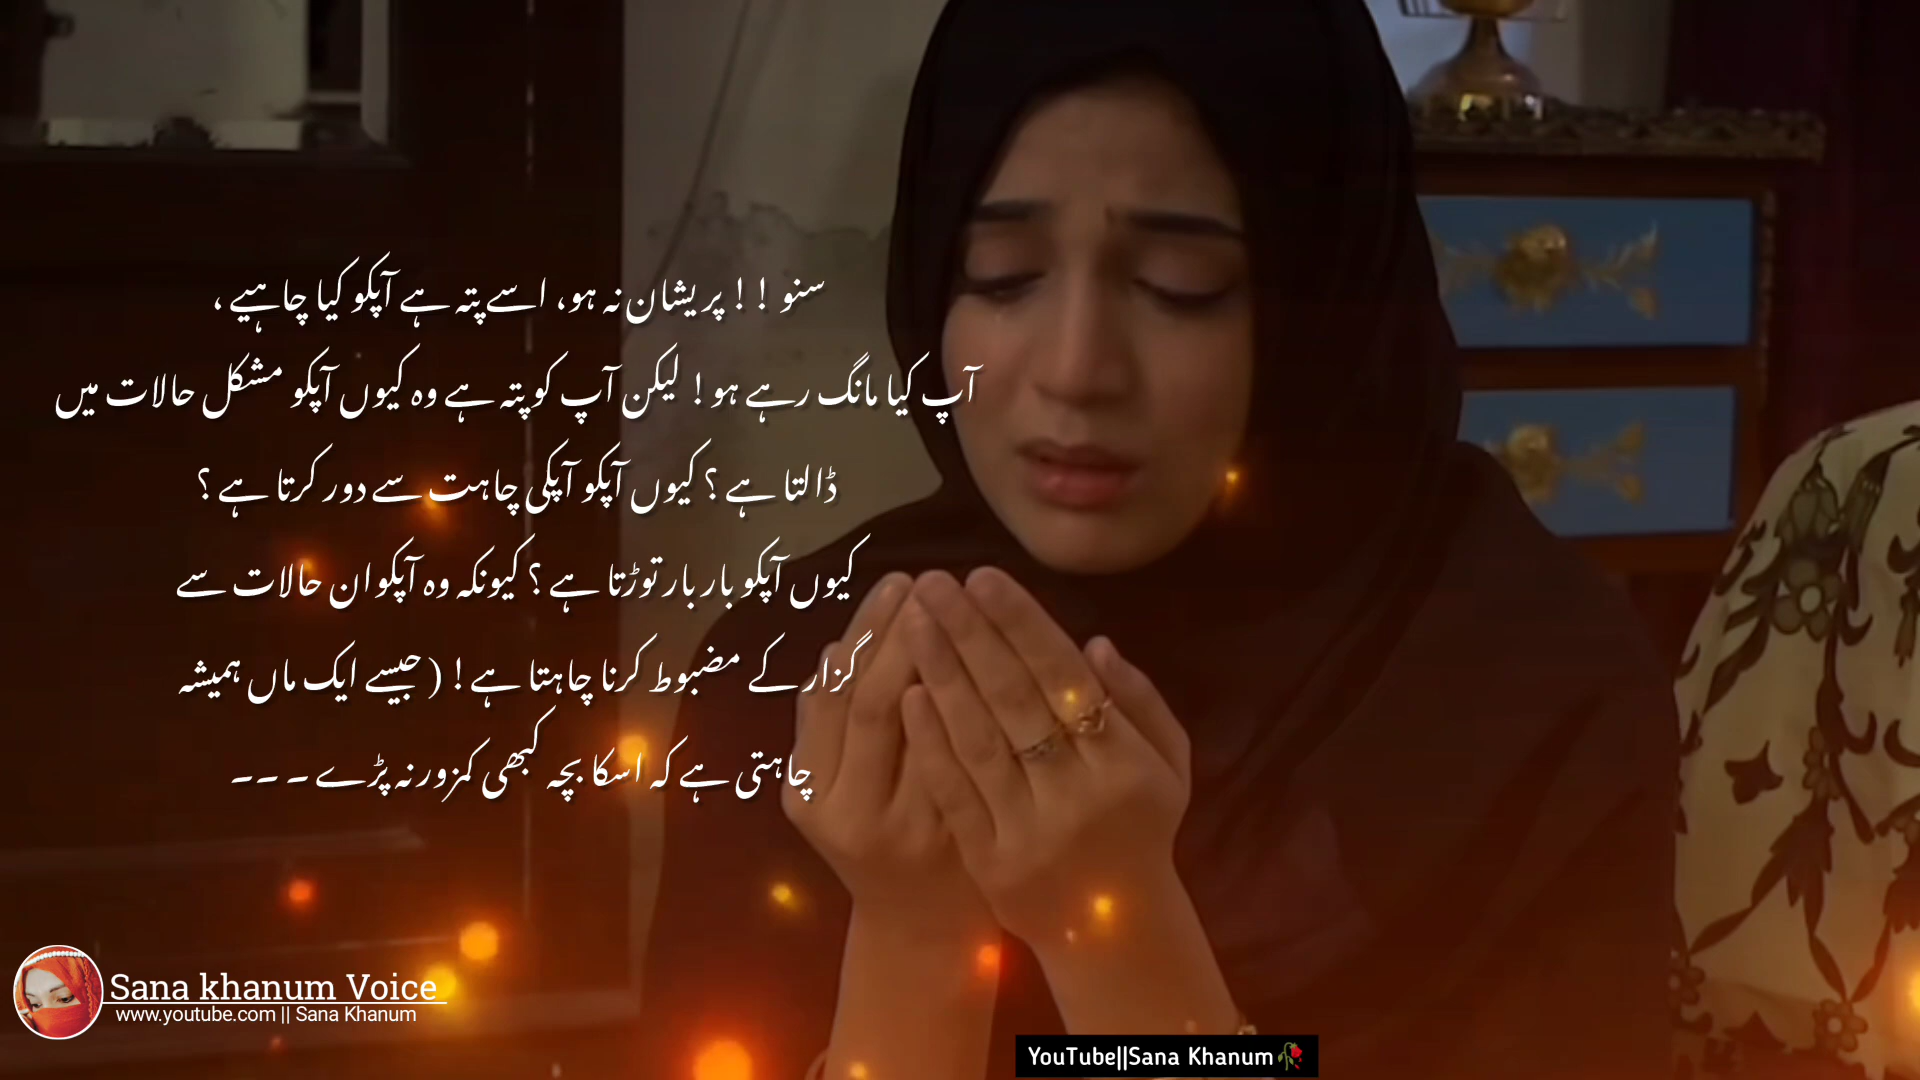 سنو !! پریشان نہ ہو، اسے پتہ ہے آپکو کیا چاہیے ،
آپ کیا مانگ رہے ہو! لیکن آپ کو پتہ ہے وہ کیوں آپکو مشکل حالات میں
ڈالتا ہے ؟ کیوں آپکو آپکی چاہت سے دور کرتا ہے ؟
کیوں آپکو بار بار توڑتا ہے ؟ کیونکہ وہ آپکو ان حالات سے
گزار کے مضبوط کرنا چاہتا ہے! (جیسے ایک ماں ہمیشہ
چاہتی ہے کہ اسکا بچہ کبھی کمزور نہ پڑے ۔ ۔ ۔
Sana khanum Voice
www.youtube.com || Sana Khanum
YouTube||Sana Khanum🥀